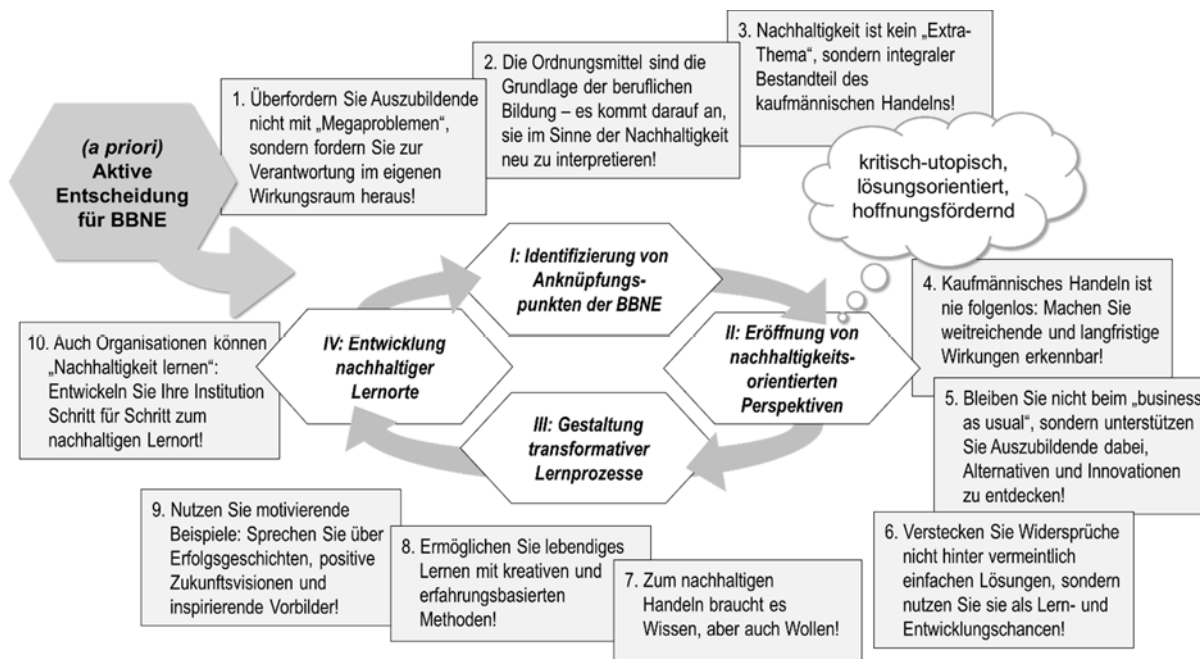 (a priori)
Aktive
Entscheidung
für BBNE
1. Überfordern Sie Auszubildende
nicht mit „Megaproblemen“,
sondern fordern Sie zur
Verantwortung im eigenen
Wirkungsraum heraus!
2. Die Ordnungsmittel sind die
Grundlage der beruflichen
Bildung – es kommt darauf an,
sie im Sinne der Nachhaltigkeit
neu zu interpretieren!
3. Nachhaltigkeit ist kein „Extra-
Thema“, sondern integraler
Bestandteil des
kaufmännischen Handelns!
kritisch-utopisch,
lösungsorientiert,
hoffnungsfördernd
I: Identifizierung von
Anknüpfungs-
punkten der BBNE
II: Eröffnung von
nachhaltigkeits-
orientierten
Perspektiven
III: Gestaltung
transformativer
Lernprozesse
IV: Entwicklung
nachhaltiger
Lernorte
4. Kaufmännisches Handeln ist
nie folgenlos: Machen Sie
weitreichende und langfristige
Wirkungen erkennbar!
5. Bleiben Sie nicht beim „business
as usual“, sondern unterstützen
Sie Auszubildende dabei,
Alternativen und Innovationen
zu entdecken!
6. Verstecken Sie Widersprüche
nicht hinter vermeintlich
einfachen Lösungen, sondern
nutzen Sie sie als Lern- und
Entwicklungschancen!
7. Zum nachhaltigen
Handeln braucht es
Wissen, aber auch Wollen!
8. Ermöglichen Sie lebendiges
Lernen mit kreativen und
erfahrungsbasierten
Methoden!
9. Nutzen Sie motivierende
Beispiele: Sprechen Sie über
Erfolgsgeschichten, positive
Zukunftsvisionen und
inspirierende Vorbilder!
10. Auch Organisationen können
„Nachhaltigkeit lernen“:
Entwickeln Sie Ihre Institution
Schritt für Schritt zum
nachhaltigen Lernort!